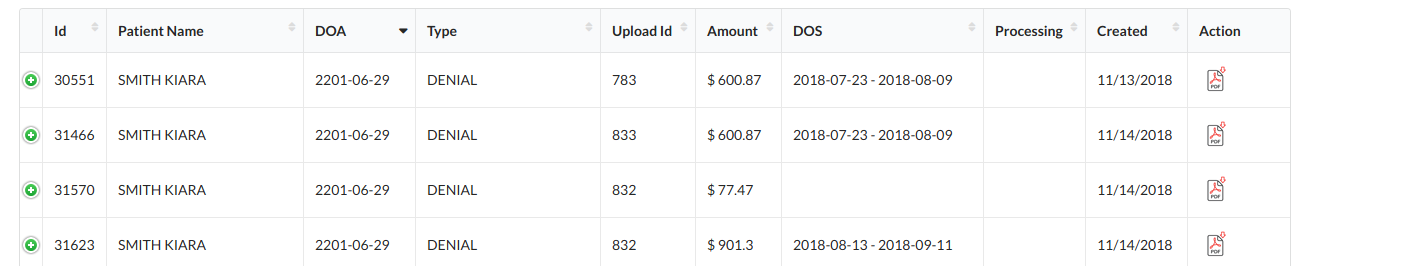 Id Patient Name DOA Type Upload Id Amount DOS Processing Created Action
30551 SMITH KIARA 2201-06-29 DENIAL 783 $ 600.87 2018-07-23 - 2018-08-09 11/13/2018 PDF
31466 SMITH KIARA 2201-06-29 DENIAL 833 $ 600.87 2018-07-23 - 2018-08-09 11/14/2018 PDF
31570 SMITH KIARA 2201-06-29 DENIAL 832 $ 77.47 11/14/2018 PDF
31623 SMITH KIARA 2201-06-29 DENIAL 832 $ 901.3 2018-08-13 - 2018-09-11 11/14/2018 PDF